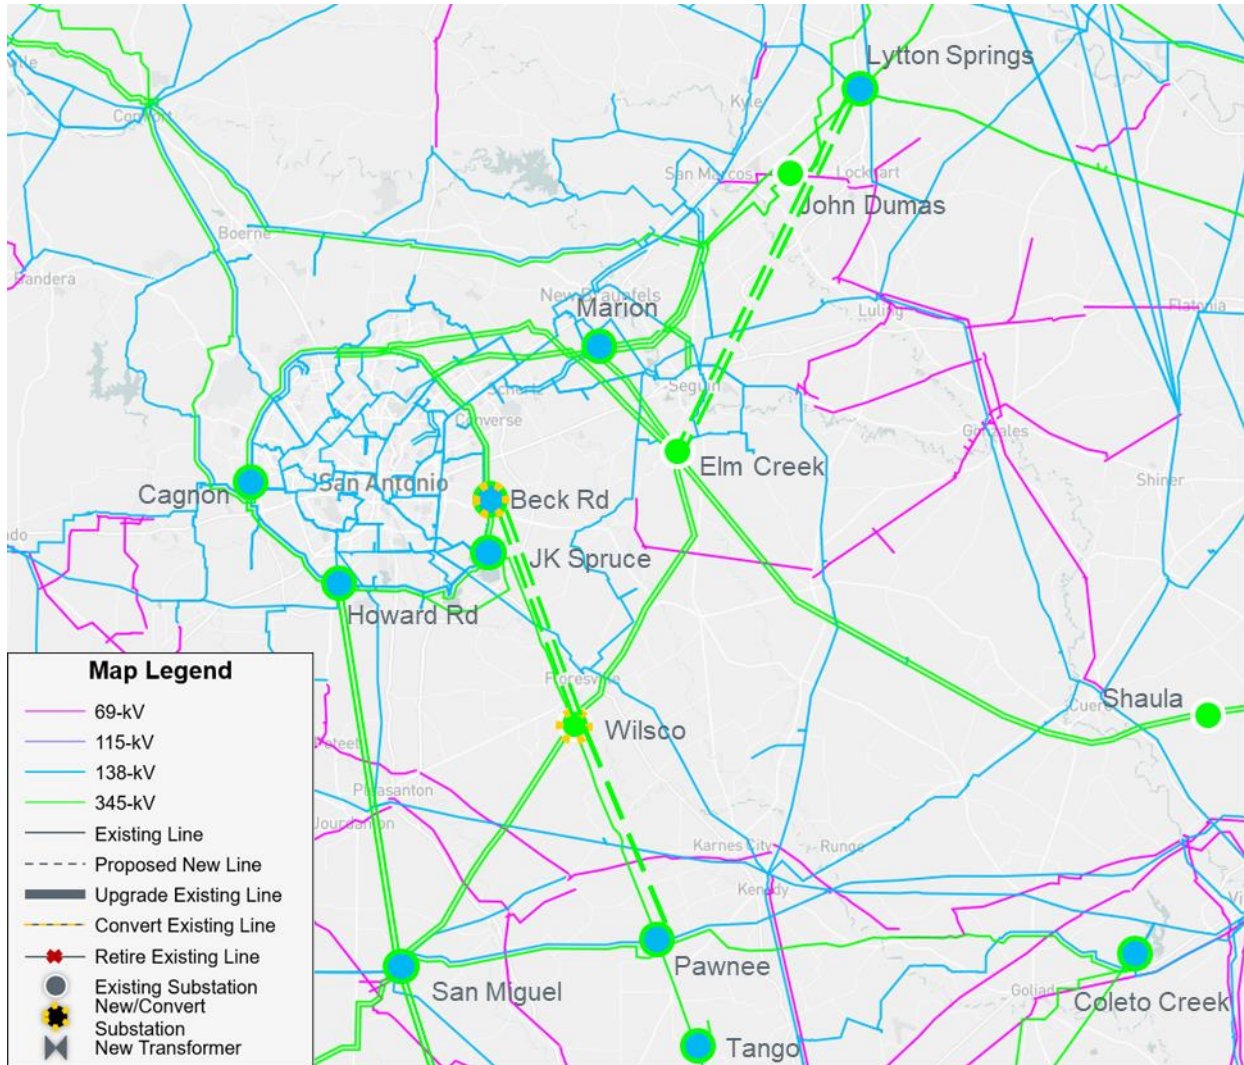 Lytton Springs
Kyle
San Marcos
Lockhart
John Dumas
Boerne
Bandera
New Braunfels
Marion
Luling
Flatonia
Seguin
Schertz
Converse
Gonzales
Elm Creek
Shiner
San Antonio
Cagnon
Beck Rd
JK Spruce
Howard Rd
Floresville
Cuero
Shaula
Wilsco
Poteet
Pleasanton
Jourdanton
Karnes City
Runge
Kenedy
Pawnee
San Miguel
Goliad
Coleto Creek
Tango
Map Legend
69-kV
115-kV
138-kV
345-kV
Existing Line
Proposed New Line
Upgrade Existing Line
Convert Existing Line
Retire Existing Line
Existing Substation
New/Convert
Substation
New Transformer